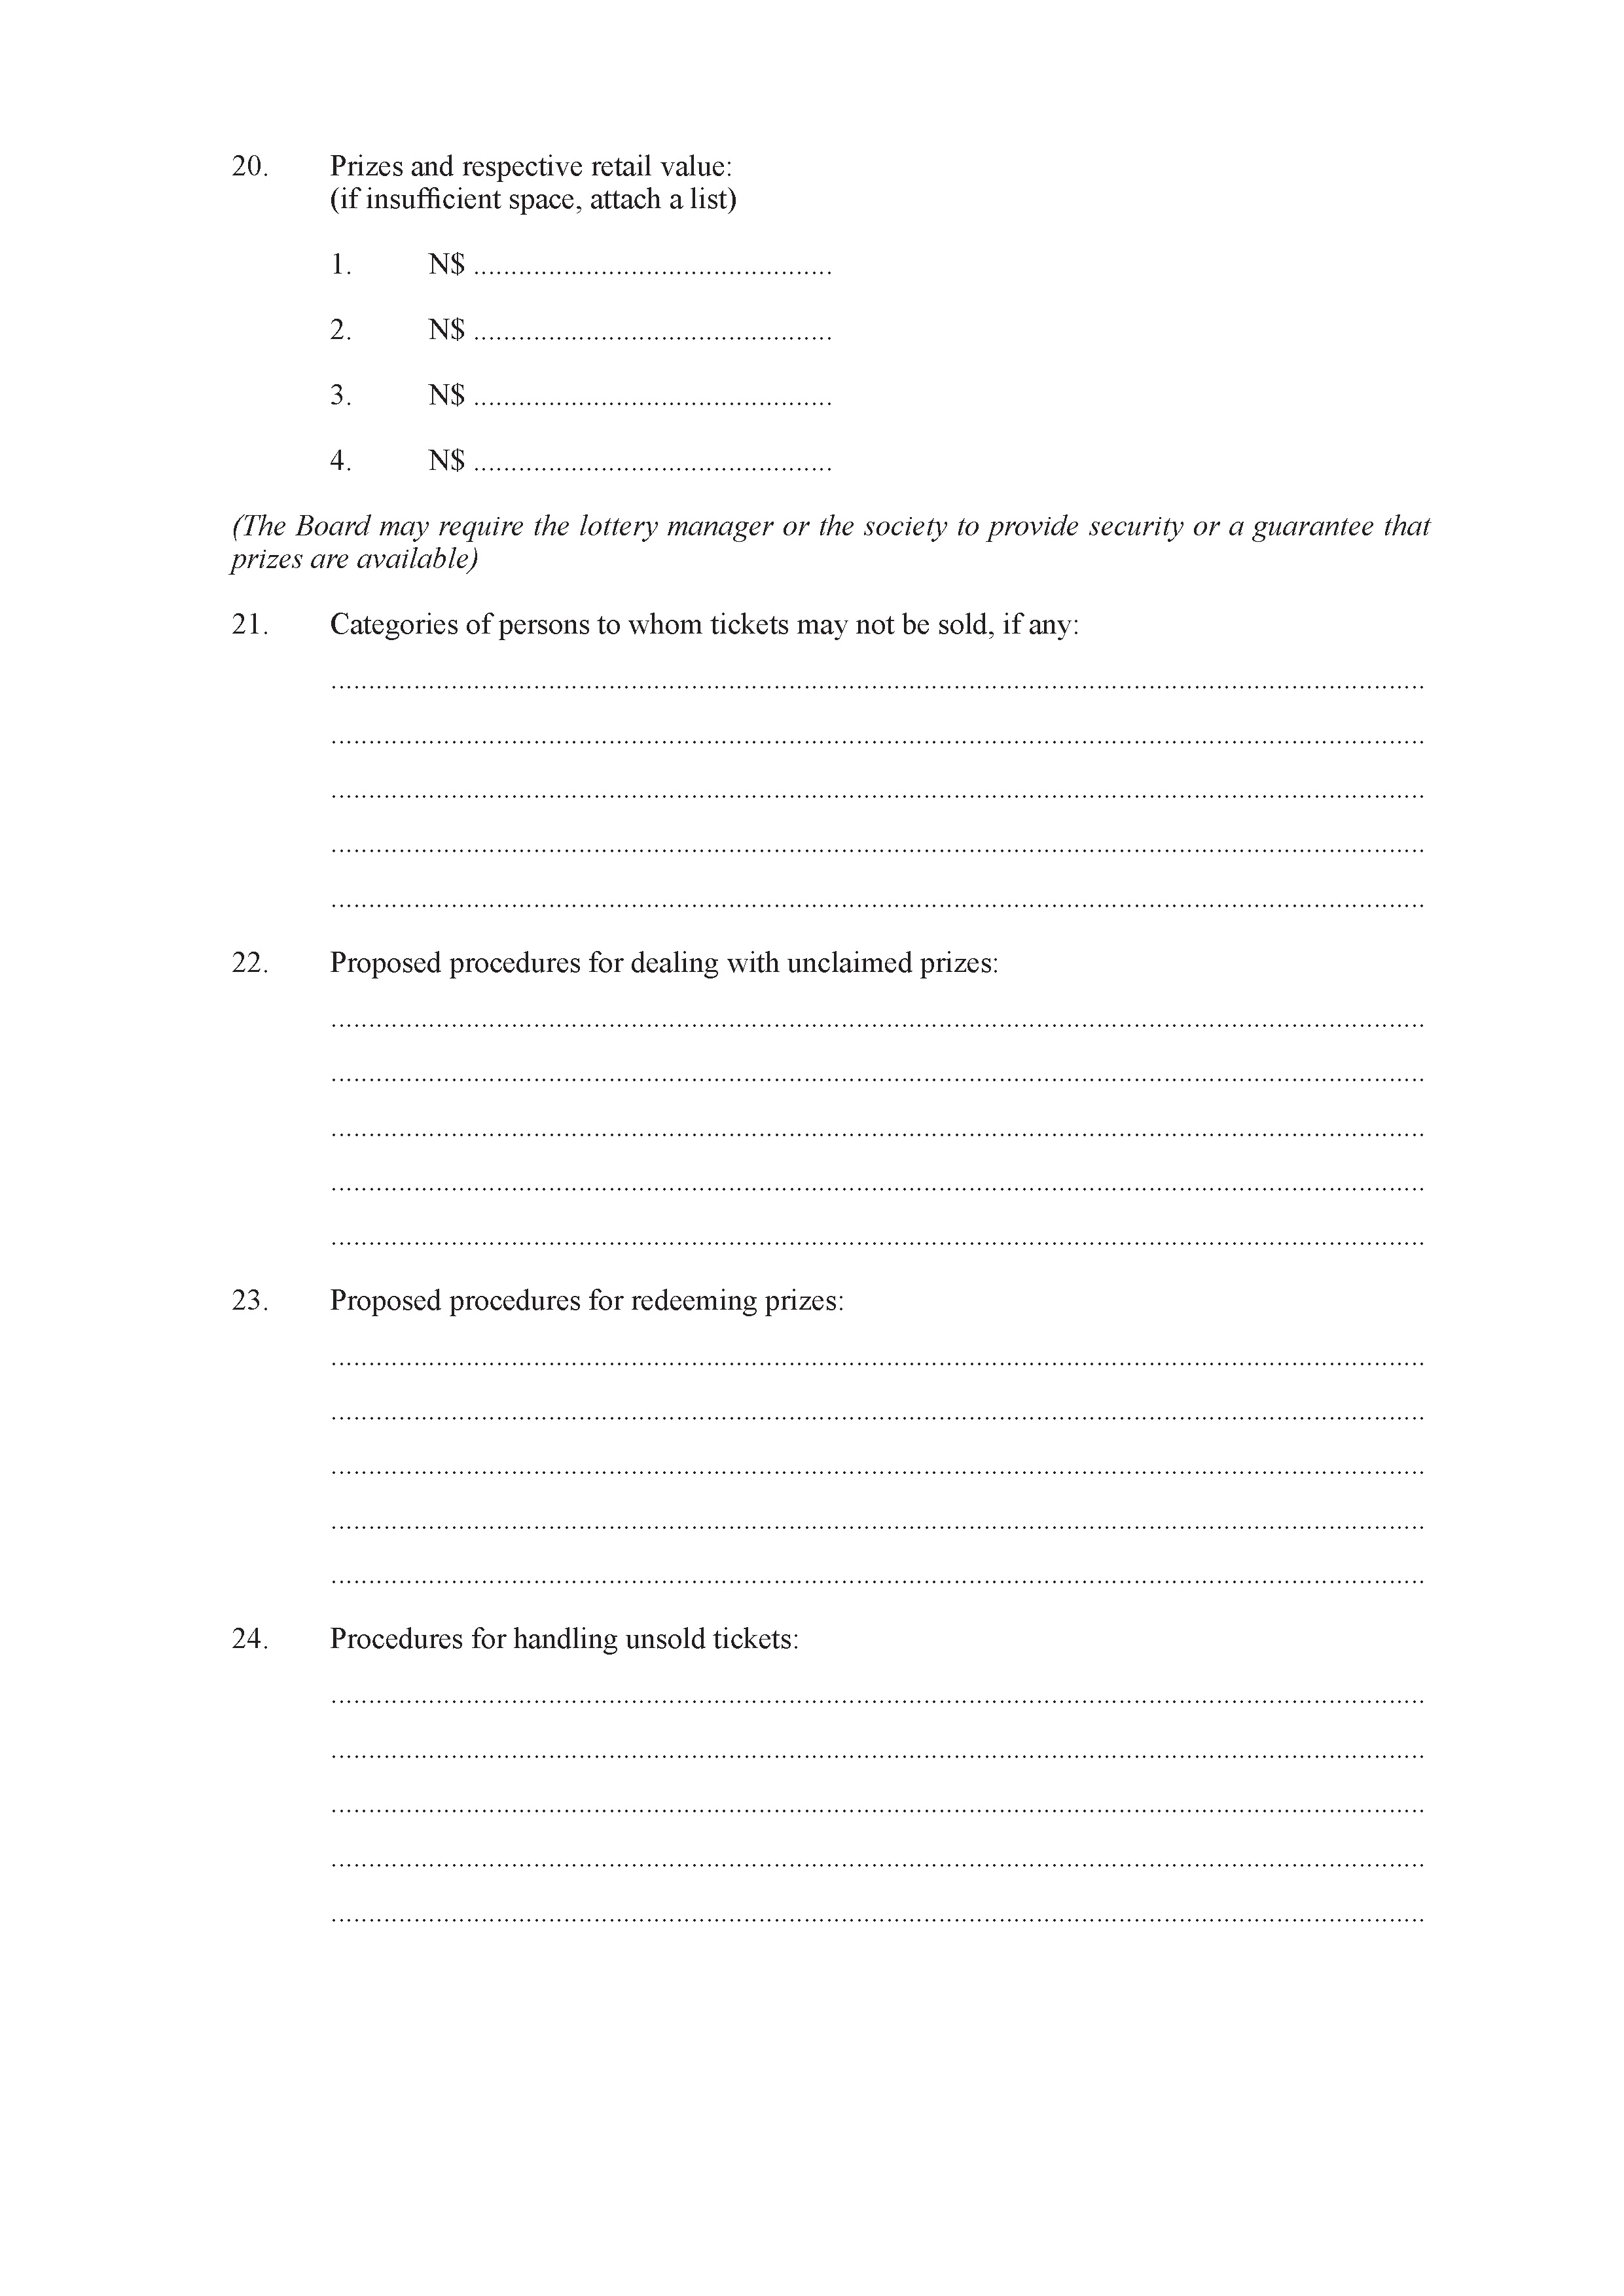 20. Prizes and respective retail value:
(if insufficient space, attach a list)
1. N$ ................................................
2. N$ ................................................
3. N$ ................................................
4. N$ ................................................
(The Board may require the lottery manager or the society to provide security or a guarantee that
prizes are available)
21. Categories of persons to whom tickets may not be sold, if any:
..................................................................................................................................................
..................................................................................................................................................
..................................................................................................................................................
..................................................................................................................................................
..................................................................................................................................................
22. Proposed procedures for dealing with unclaimed prizes:
..................................................................................................................................................
..................................................................................................................................................
..................................................................................................................................................
..................................................................................................................................................
..................................................................................................................................................
23. Proposed procedures for redeeming prizes:
..................................................................................................................................................
..................................................................................................................................................
..................................................................................................................................................
..................................................................................................................................................
..................................................................................................................................................
24. Procedures for handling unsold tickets:
..................................................................................................................................................
..................................................................................................................................................
..................................................................................................................................................
..................................................................................................................................................
..................................................................................................................................................